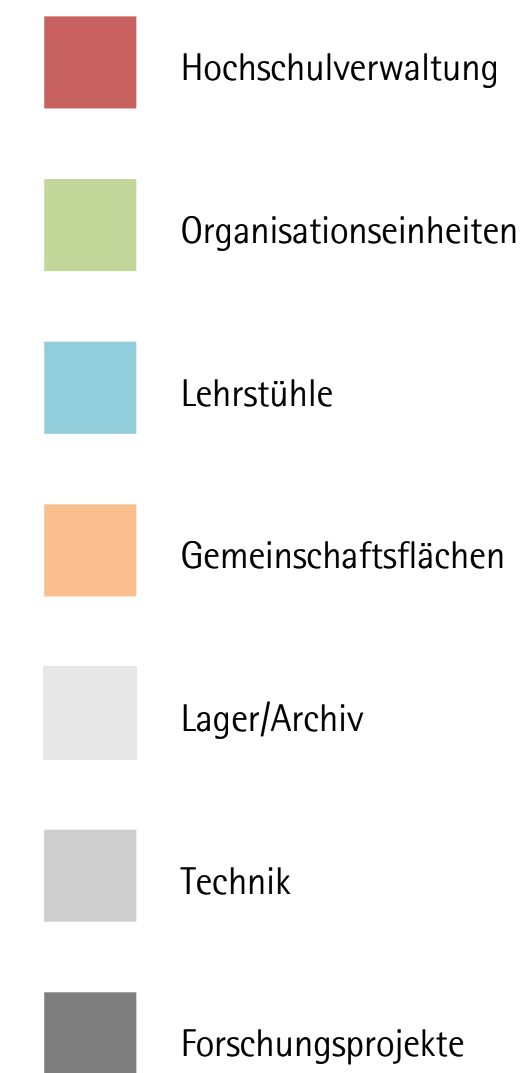 Hochschulverwaltung
Organisationseinheiten
Lehrstühle
Gemeinschaftsflächen
Lager/Archiv
Technik
Forschungsprojekte